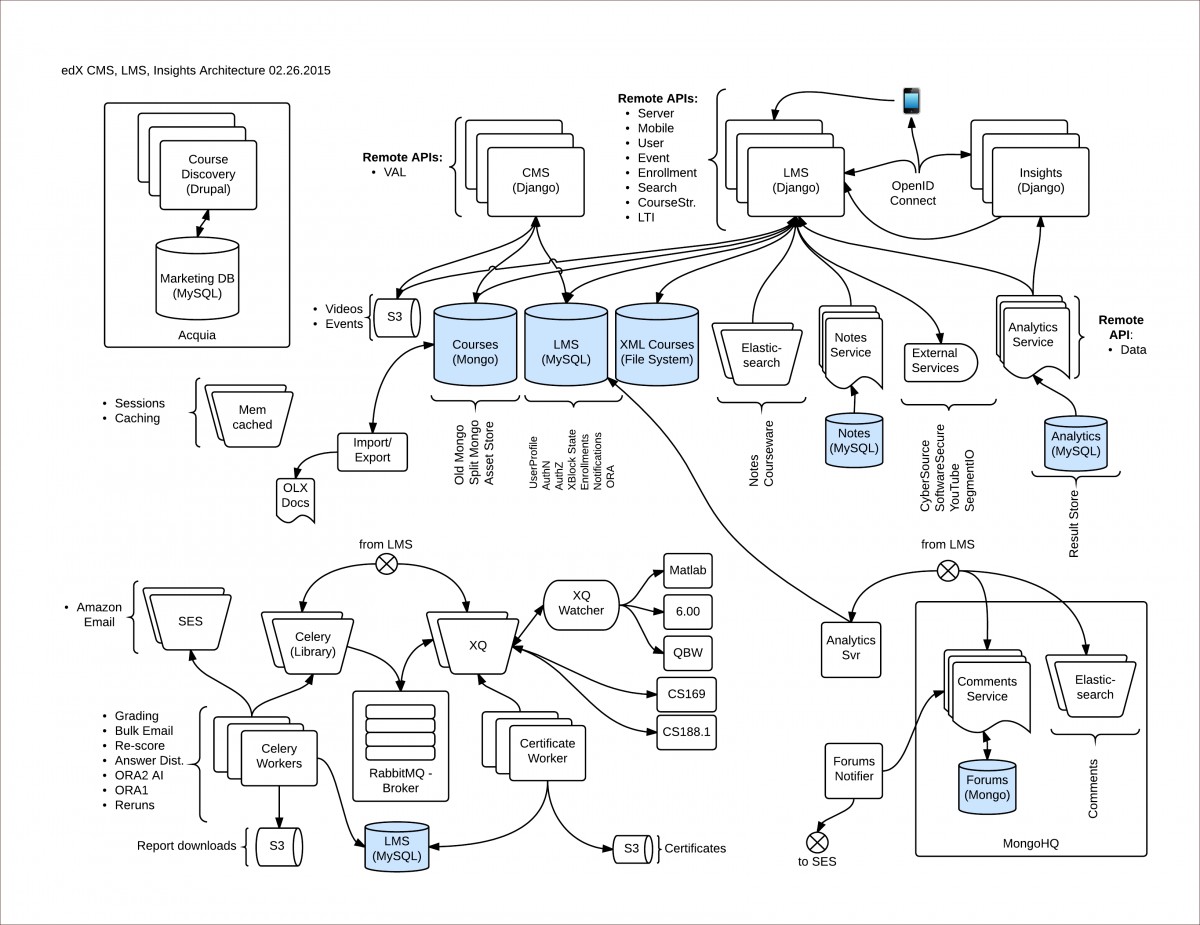 edX CMS, LMS, Insights Architecture 02.26.2015
Course
Discovery
(Drupal)
Marketing DB
(MySQL)
Acquia
Remote APIs:
• VAL
CMS
(Django)
Remote APIs:
• Server
• Mobile
• User
• Event
• Enrollment
• Search
• CourseStr.
• LTI
LMS
(Django)
OpenID
Connect
Insights
(Django)
• Videos
• Events
S3
Courses
(Mongo)
LMS
(MySQL)
XML Courses
(File System)
Elastic-
search
Notes
Service
External
Services
Analytics
Service
Remote
API:
• Data
• Sessions
• Caching
Mem
cached
Import/
Export
OLX
Docs
Old Mongo
Split Mongo
Asset Store
UserProfile
AuthN
AuthZ
XBlock State
Enrollments
Notifications
ORA
Notes
Courseware
Notes
(MySQL)
CyberSource
SoftwareSecure
YouTube
SegmentIO
Analytics
(MySQL)
Result Store
from LMS
• Amazon
Email
SES
Celery
(Library)
XQ
XQ
Watcher
Matlab
6.00
QBW
CS169
CS188.1
• Grading
• Bulk Email
• Re-score
• Answer Dist.
• ORA2 AI
• ORA1
• Reruns
Celery
Workers
RabbitMQ -
Broker
Certificate
Worker
Report downloads
S3
LMS
(MySQL)
S3
Certificates
from LMS
Analytics
Svr
Comments
Service
Elastic-
search
Forums
Notifier
Forums
(Mongo)
Comments
to SES
MongoHQ